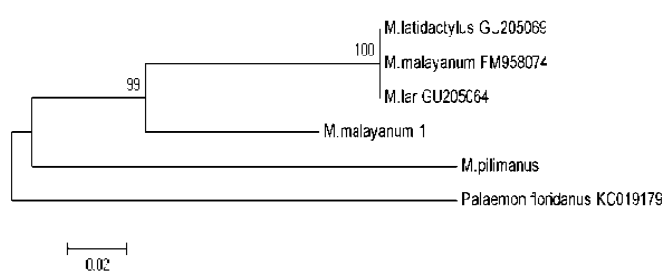 M.latidactylus GU205069
100
M.malayanum FM958074
M.lar GU205064
99
M.malayanum 1
M.pilimanus
Palaemon floridanus KC019179
0.02